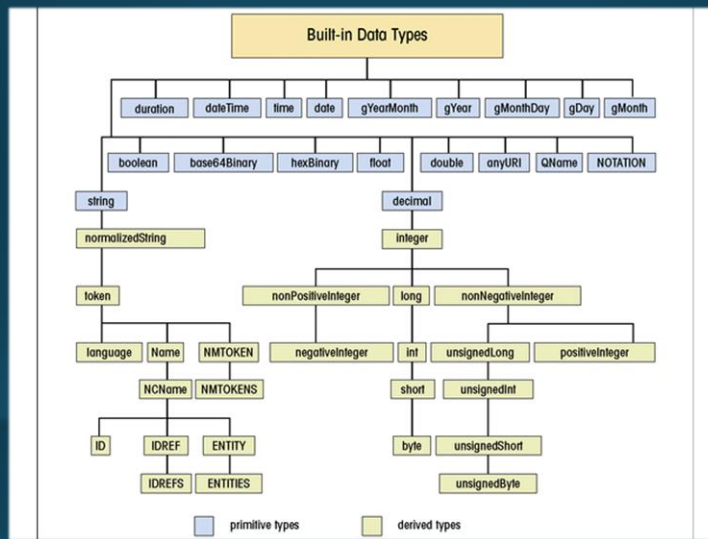 Built-in Data Types
duration dateTime time date gYearMonth gYear gMonthDay gDay gMonth
boolean base64Binary hexBinary float double anyURI QName NOTATION
string decimal
normalizedString integer
token nonPositiveInteger long nonNegativeInteger
language Name NMTOKEN negativeInteger int unsignedLong positiveInteger
NCName NMTOKENS short unsignedInt
ID IDREF ENTITY byte unsignedShort
IDREFS ENTITIES unsignedByte
primitive types derived types